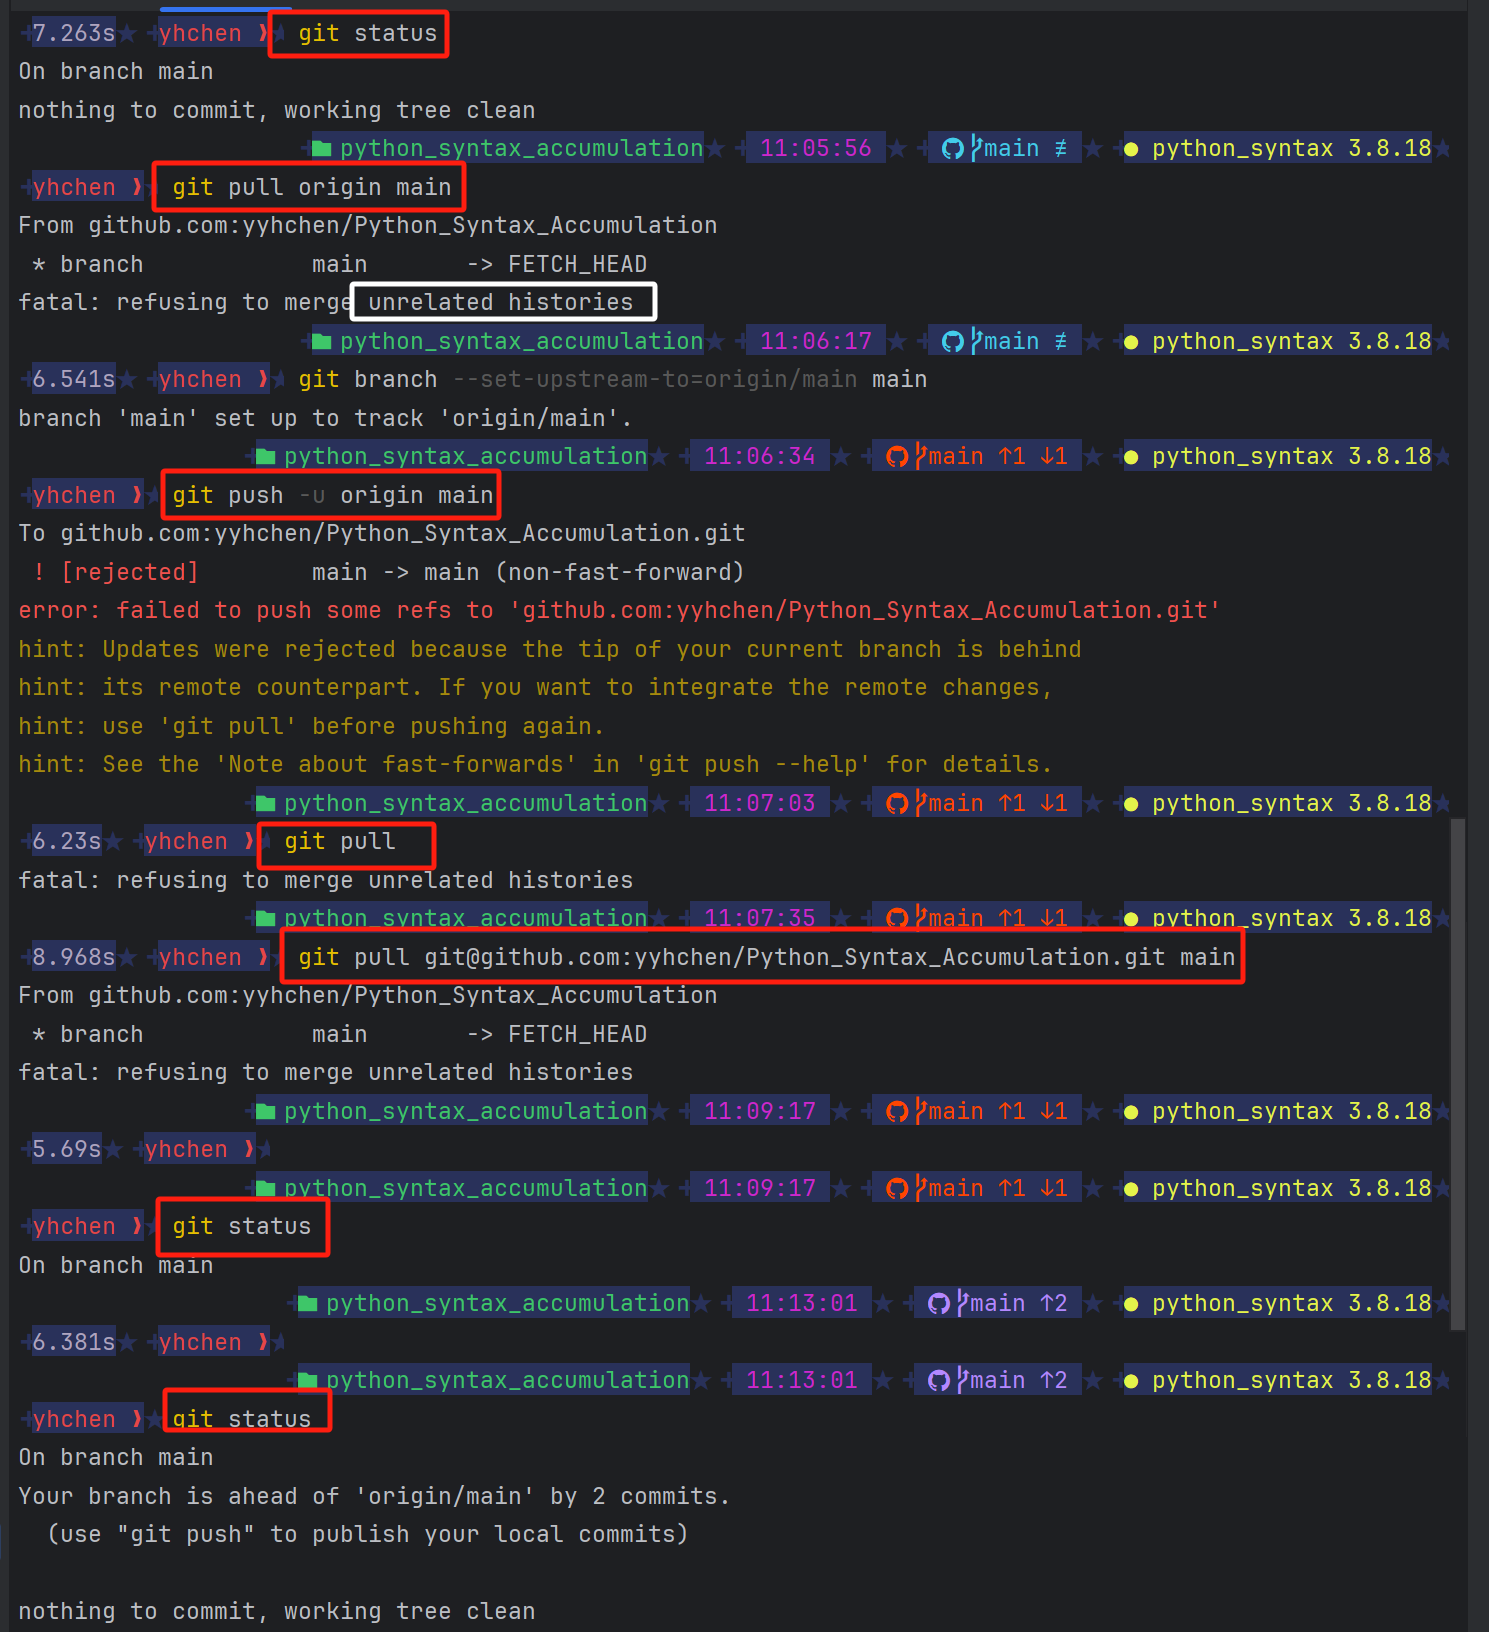 7.263s yhchen ❯ git status
On branch main
nothing to commit, working tree clean
python_syntax_accumulation 11:05:56 main ≢ python_syntax 3.8.18
yhchen ❯ git pull origin main
From github.com:yyhchen/Python_Syntax_Accumulation
 * branch            main       -> FETCH_HEAD
fatal: refusing to merge unrelated histories
python_syntax_accumulation 11:06:17 main ≢ python_syntax 3.8.18
6.541s yhchen ❯ git branch --set-upstream-to=origin/main main
branch 'main' set up to track 'origin/main'.
python_syntax_accumulation 11:06:34 main ↑1 ↓1 python_syntax 3.8.18
yhchen ❯ git push -u origin main
To github.com:yyhchen/Python_Syntax_Accumulation.git
 ! [rejected]        main -> main (non-fast-forward)
error: failed to push some refs to 'github.com:yyhchen/Python_Syntax_Accumulation.git'
hint: Updates were rejected because the tip of your current branch is behind
hint: its remote counterpart. If you want to integrate the remote changes,
hint: use 'git pull' before pushing again.
hint: See the 'Note about fast-forwards' in 'git push --help' for details.
python_syntax_accumulation 11:07:03 main ↑1 ↓1 python_syntax 3.8.18
6.23s yhchen ❯ git pull
fatal: refusing to merge unrelated histories
python_syntax_accumulation 11:07:35 main ↑1 ↓1 python_syntax 3.8.18
8.968s yhchen ❯ git pull git@github.com:yyhchen/Python_Syntax_Accumulation.git main
From github.com:yyhchen/Python_Syntax_Accumulation
 * branch            main       -> FETCH_HEAD
fatal: refusing to merge unrelated histories
python_syntax_accumulation 11:09:17 main ↑1 ↓1 python_syntax 3.8.18
5.69s yhchen ❯
python_syntax_accumulation 11:09:17 main ↑1 ↓1 python_syntax 3.8.18
yhchen ❯ git status
On branch main
python_syntax_accumulation 11:13:01 main ↑2 python_syntax 3.8.18
6.381s yhchen ❯
python_syntax_accumulation 11:13:01 main ↑2 python_syntax 3.8.18
yhchen ❯ git status
On branch main
Your branch is ahead of 'origin/main' by 2 commits.
  (use "git push" to publish your local commits)
nothing to commit, working tree clean